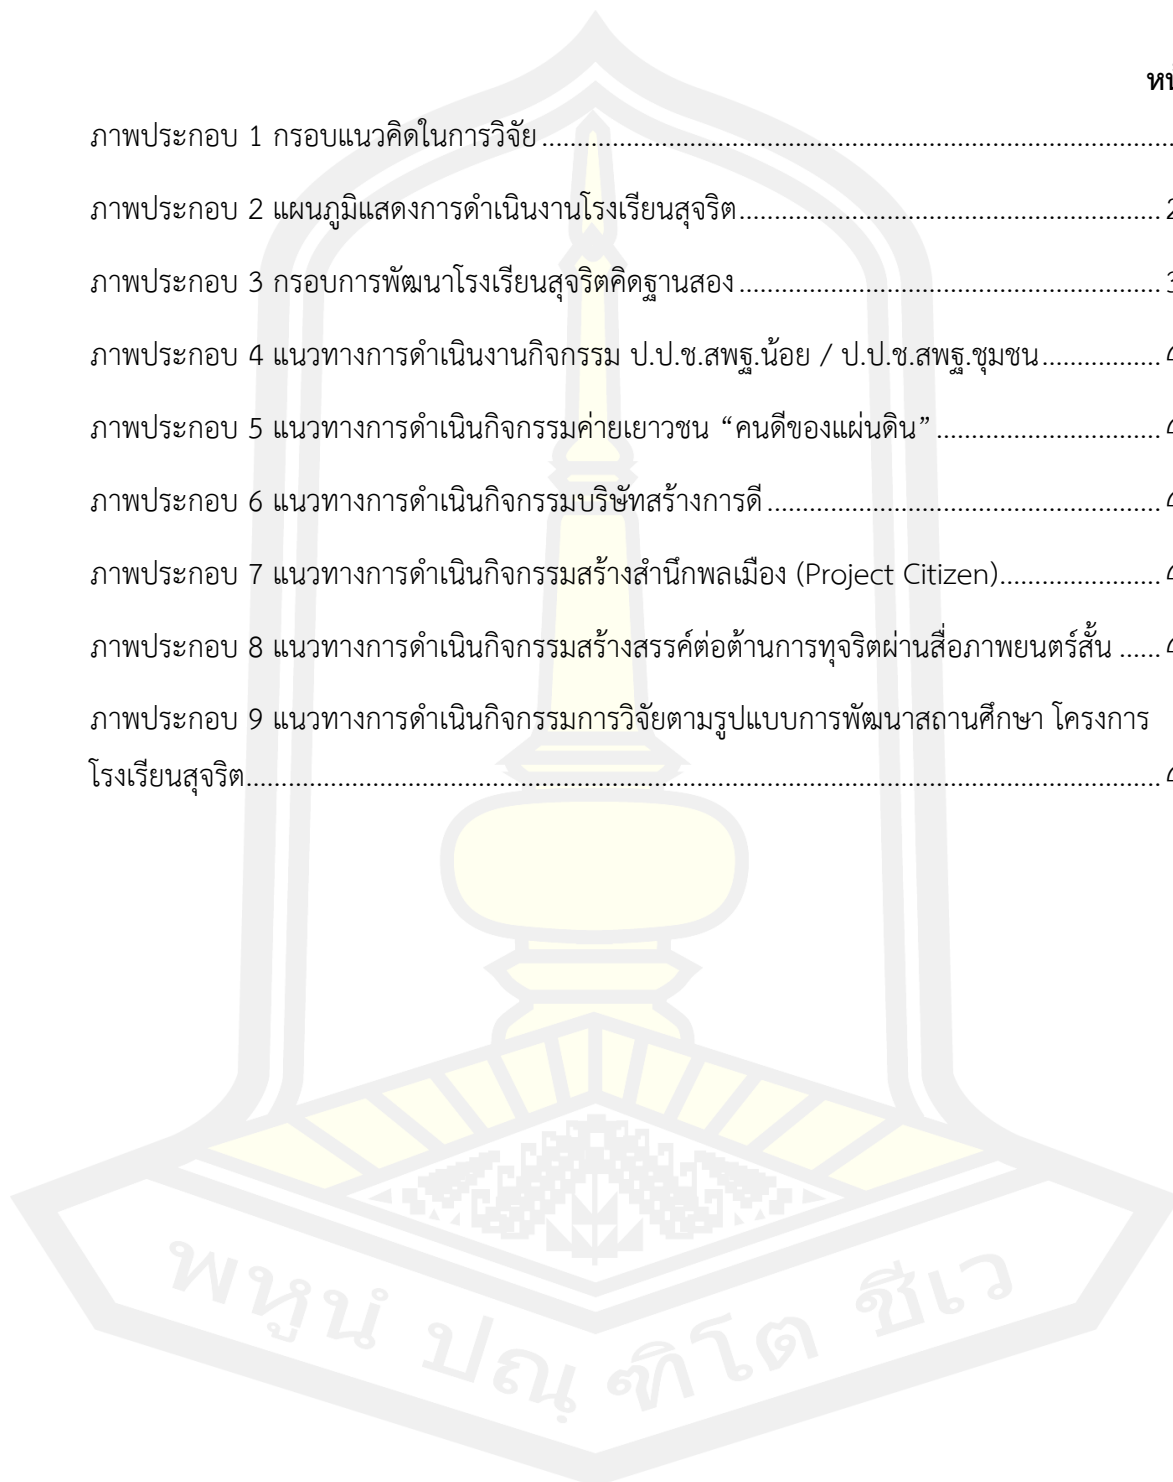 ภาพประกอบ 1 กรอบแนวคิดในการวิจัย ........................................................................................
ภาพประกอบ 2 แผนภูมิแสดงการดำเนินงานโรงเรียนสุจริต........................................................... 2
ภาพประกอบ 3 กรอบการพัฒนาโรงเรียนสุจริตคิดฐานสอง........................................................... 3
ภาพประกอบ 4 แนวทางการดำเนินงานกิจกรรม ป.ป.ช.สพฐ.น้อย / ป.ป.ช.สพฐ.ชุมชน.................
ภาพประกอบ 5 แนวทางการดำเนินกิจกรรมค่ายเยาวชน “คนดีของแผ่นดิน”................................
ภาพประกอบ 6 แนวทางการดำเนินกิจกรรมบริษัทสร้างการดี.......................................................
ภาพประกอบ 7 แนวทางการดำเนินกิจกรรมสร้างสำนึกพลเมือง (Project Citizen)......................
ภาพประกอบ 8 แนวทางการดำเนินกิจกรรมสร้างสรรค์ต่อต้านการทุจริตผ่านสื่อภาพยนตร์สั้น ......
ภาพประกอบ 9 แนวทางการดำเนินกิจกรรมการวิจัยตามรูปแบบการพัฒนาสถานศึกษา โครงการ
โรงเรียนสุจริต................................................................................................................................
พหูนํ ปณฺฑิโต ชีเว